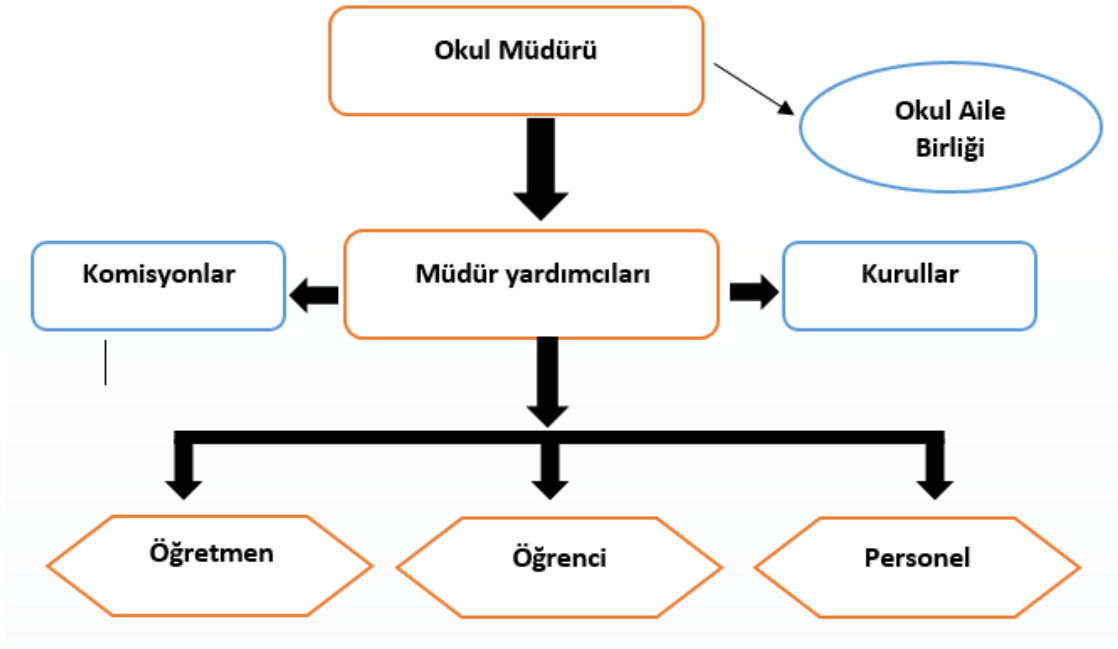 Okul Müdürü
Okul Aile
Birliği
Komisyonlar
Müdür yardımcıları
Kurullar
Öğretmen
Öğrenci
Personel